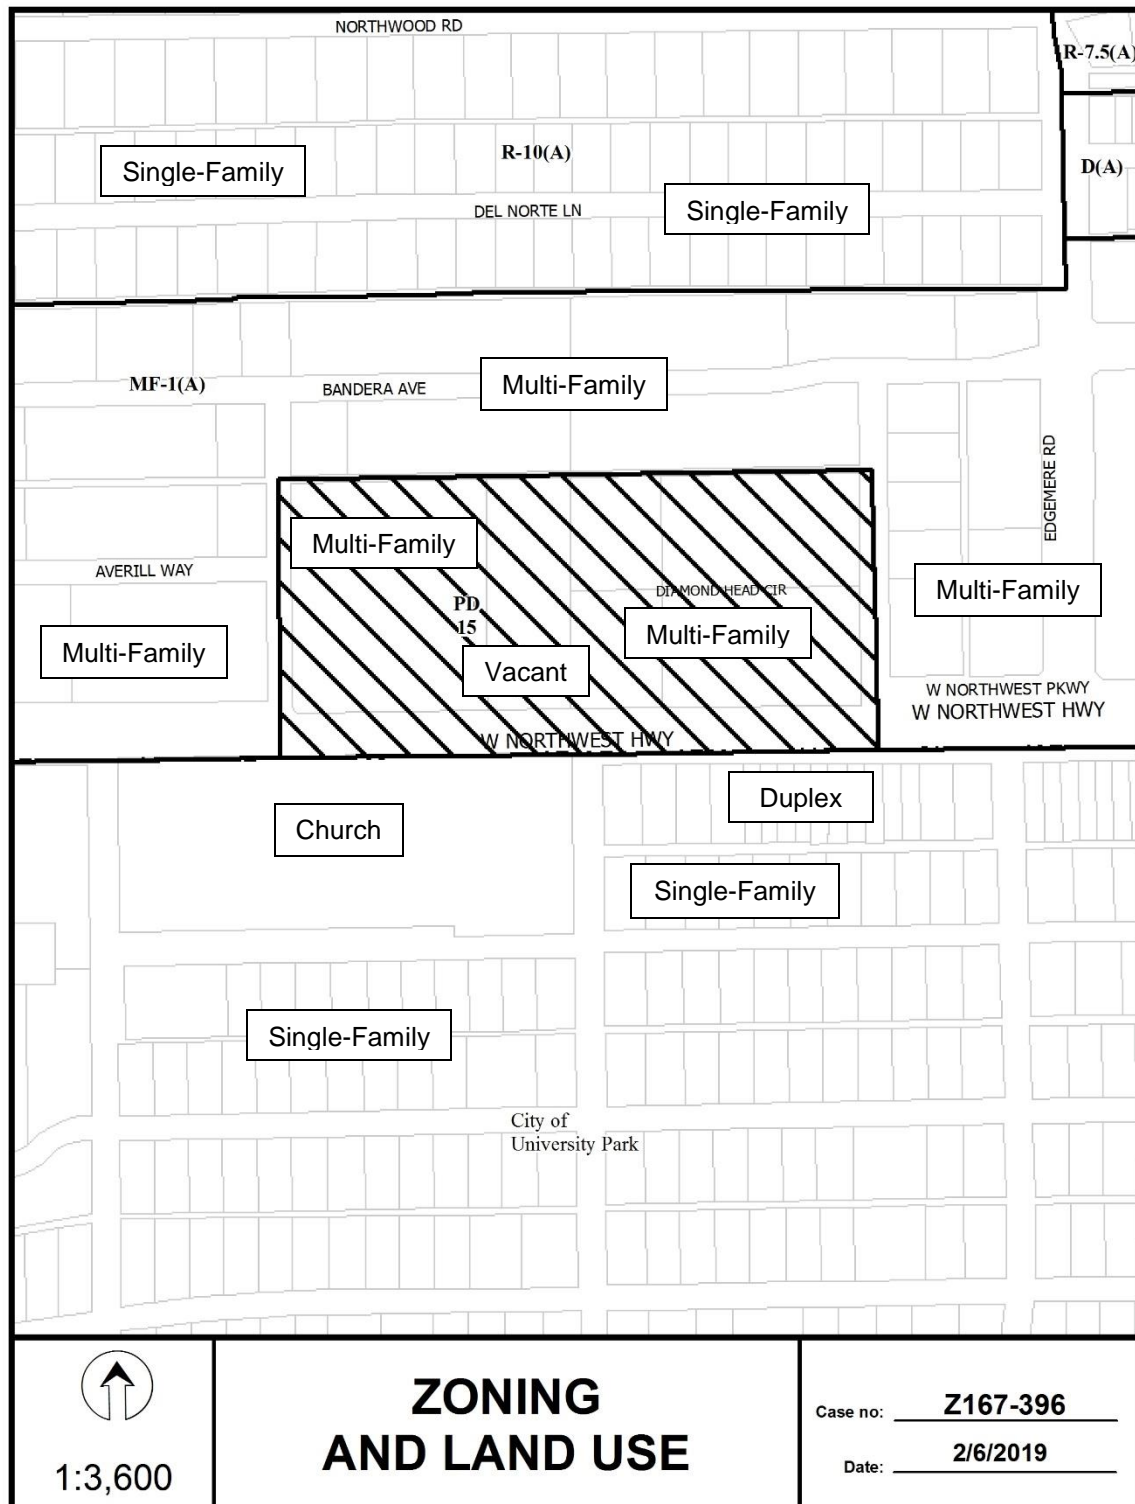 NORTHWOOD RD
R-7.5(A)
R-10(A)
Single-Family
D(A)
Single-Family
DEL NORTE LN
MF-1(A)
BANDERA AVE
Multi-Family
EDGEMERE RD
Multi-Family
AVERILL WAY
DIAMOND HEAD CIR
Multi-Family
PD
15
Multi-Family
Multi-Family
Vacant
W NORTHWEST PKWY
W NORTHWEST HWY
W NORTHWEST HWY
Duplex
Church
Single-Family
Single-Family
City of
University Park
1:3,600
ZONING
AND LAND USE
Case no: Z167-396
Date: 2/6/2019